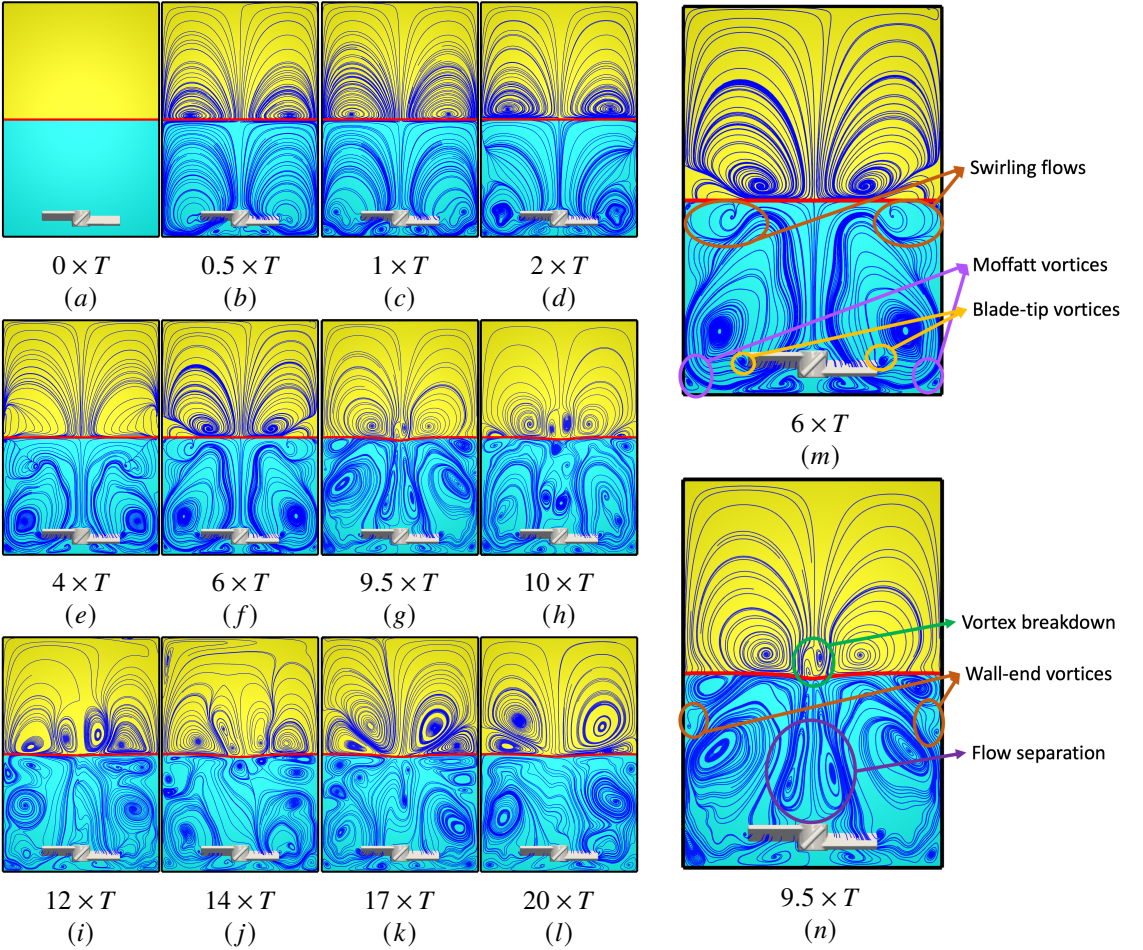 0 × T
0.5 × T
1 × T
2 × T
(a)
(b)
(c)
(d)
4 × T
6 × T
9.5 × T
10 × T
(e)
(f)
(g)
(h)
12 × T
14 × T
17 × T
20 × T
(i)
(j)
(k)
(l)
Swirling flows
Moffatt vortices
Blade-tip vortices
6 × T
(m)
Vortex breakdown
Wall-end vortices
Flow separation
9.5 × T
(n)